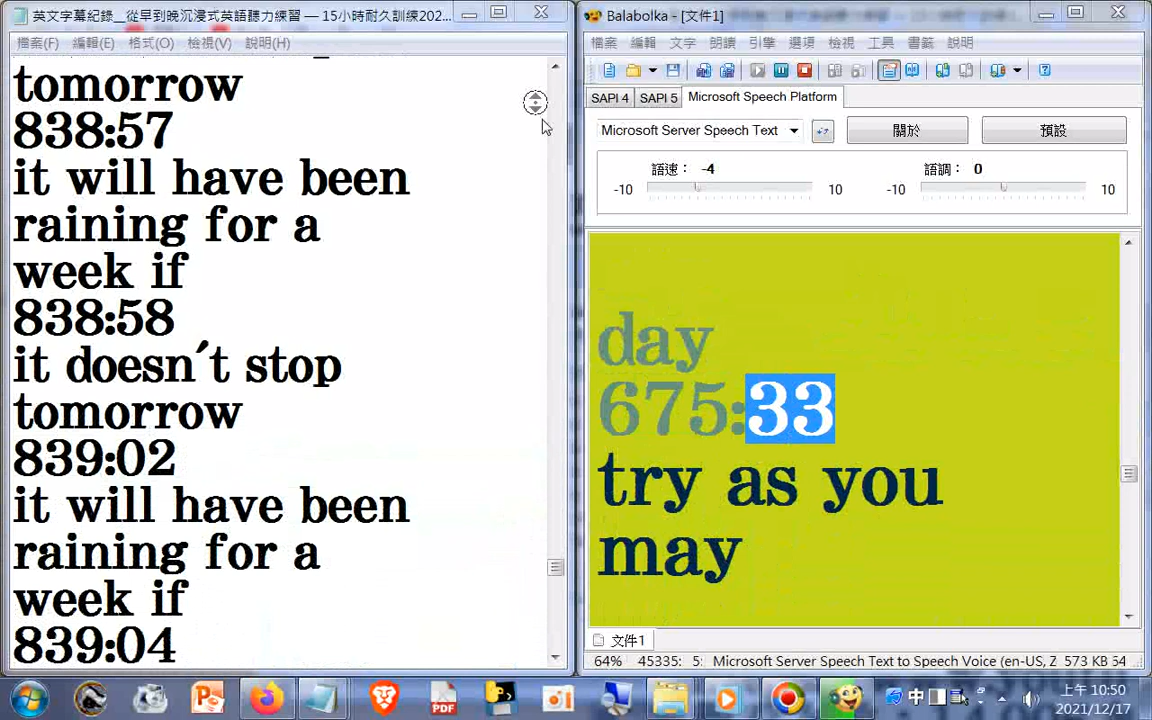 英文字幕紀錄__從早到晚沉浸式英語聽力練習 — 15小時耐久訓練202...
檔案(F) 編輯(E) 格式(O) 檢視(V) 說明(H)
tomorrow
838:57
it will have been
raining for a
week if
838:58
it doesn't stop
tomorrow
839:02
it will have been
raining for a
week if
839:04
Balabolka - [文件1]
檔案 編輯 文字 朗讀 引擎 選項 檢視 工具 書籤 說明
SAPI 4 SAPI 5 Microsoft Speech Platform
Microsoft Server Speech Text 關於 預設
語速： -4 語調： 0
-10 10 -10 10
day
675:33
try as you
may
文件1
64% 45335: 5: Microsoft Server Speech Text to Speech Voice (en-US, Z 573 KB 54
PDF 中 上午 10:50
2021/12/17